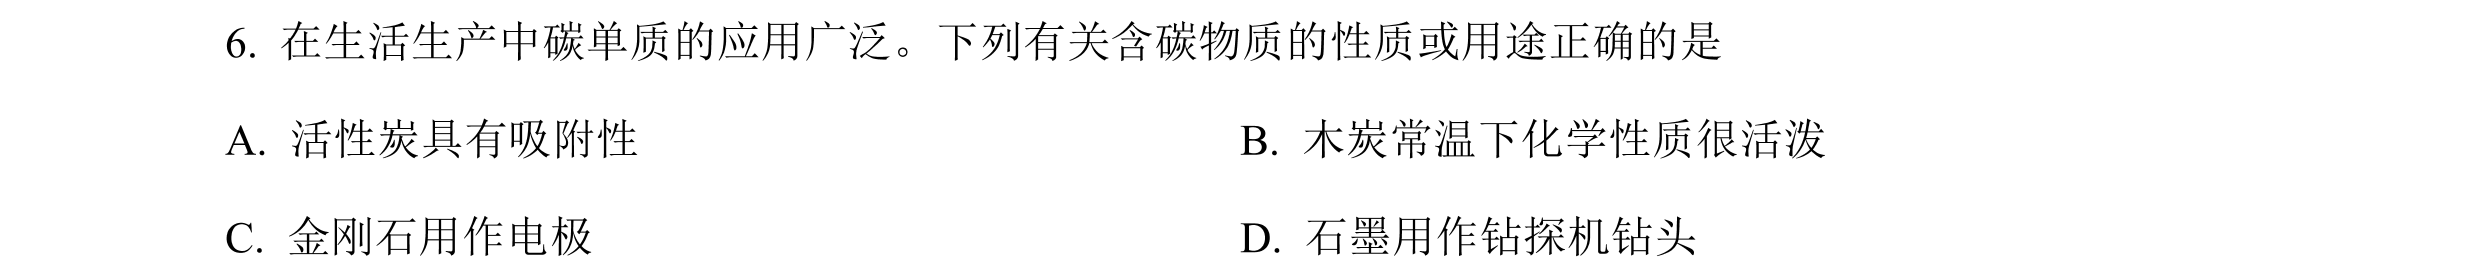 6. 在生活生产中碳单质的应用广泛。下列有关含碳物质的性质或用途正确的是
A. 活性炭具有吸附性 B. 木炭常温下化学性质很活泼
C. 金刚石用作电极 D. 石墨用作钻探机钻头